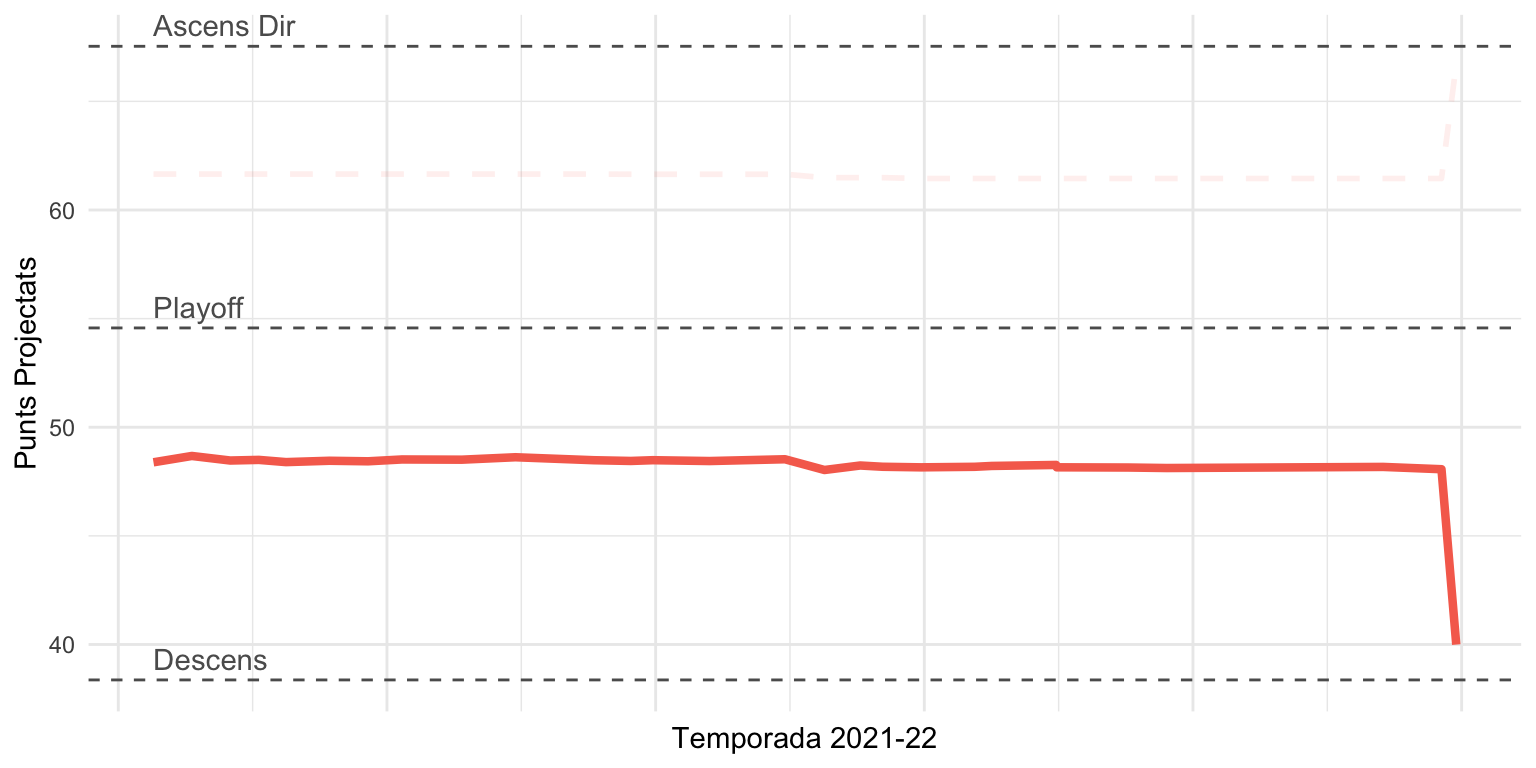 Ascens Dir
60
Playoff
50
40
Descens
Punts Projectats
Temporada 2021-22